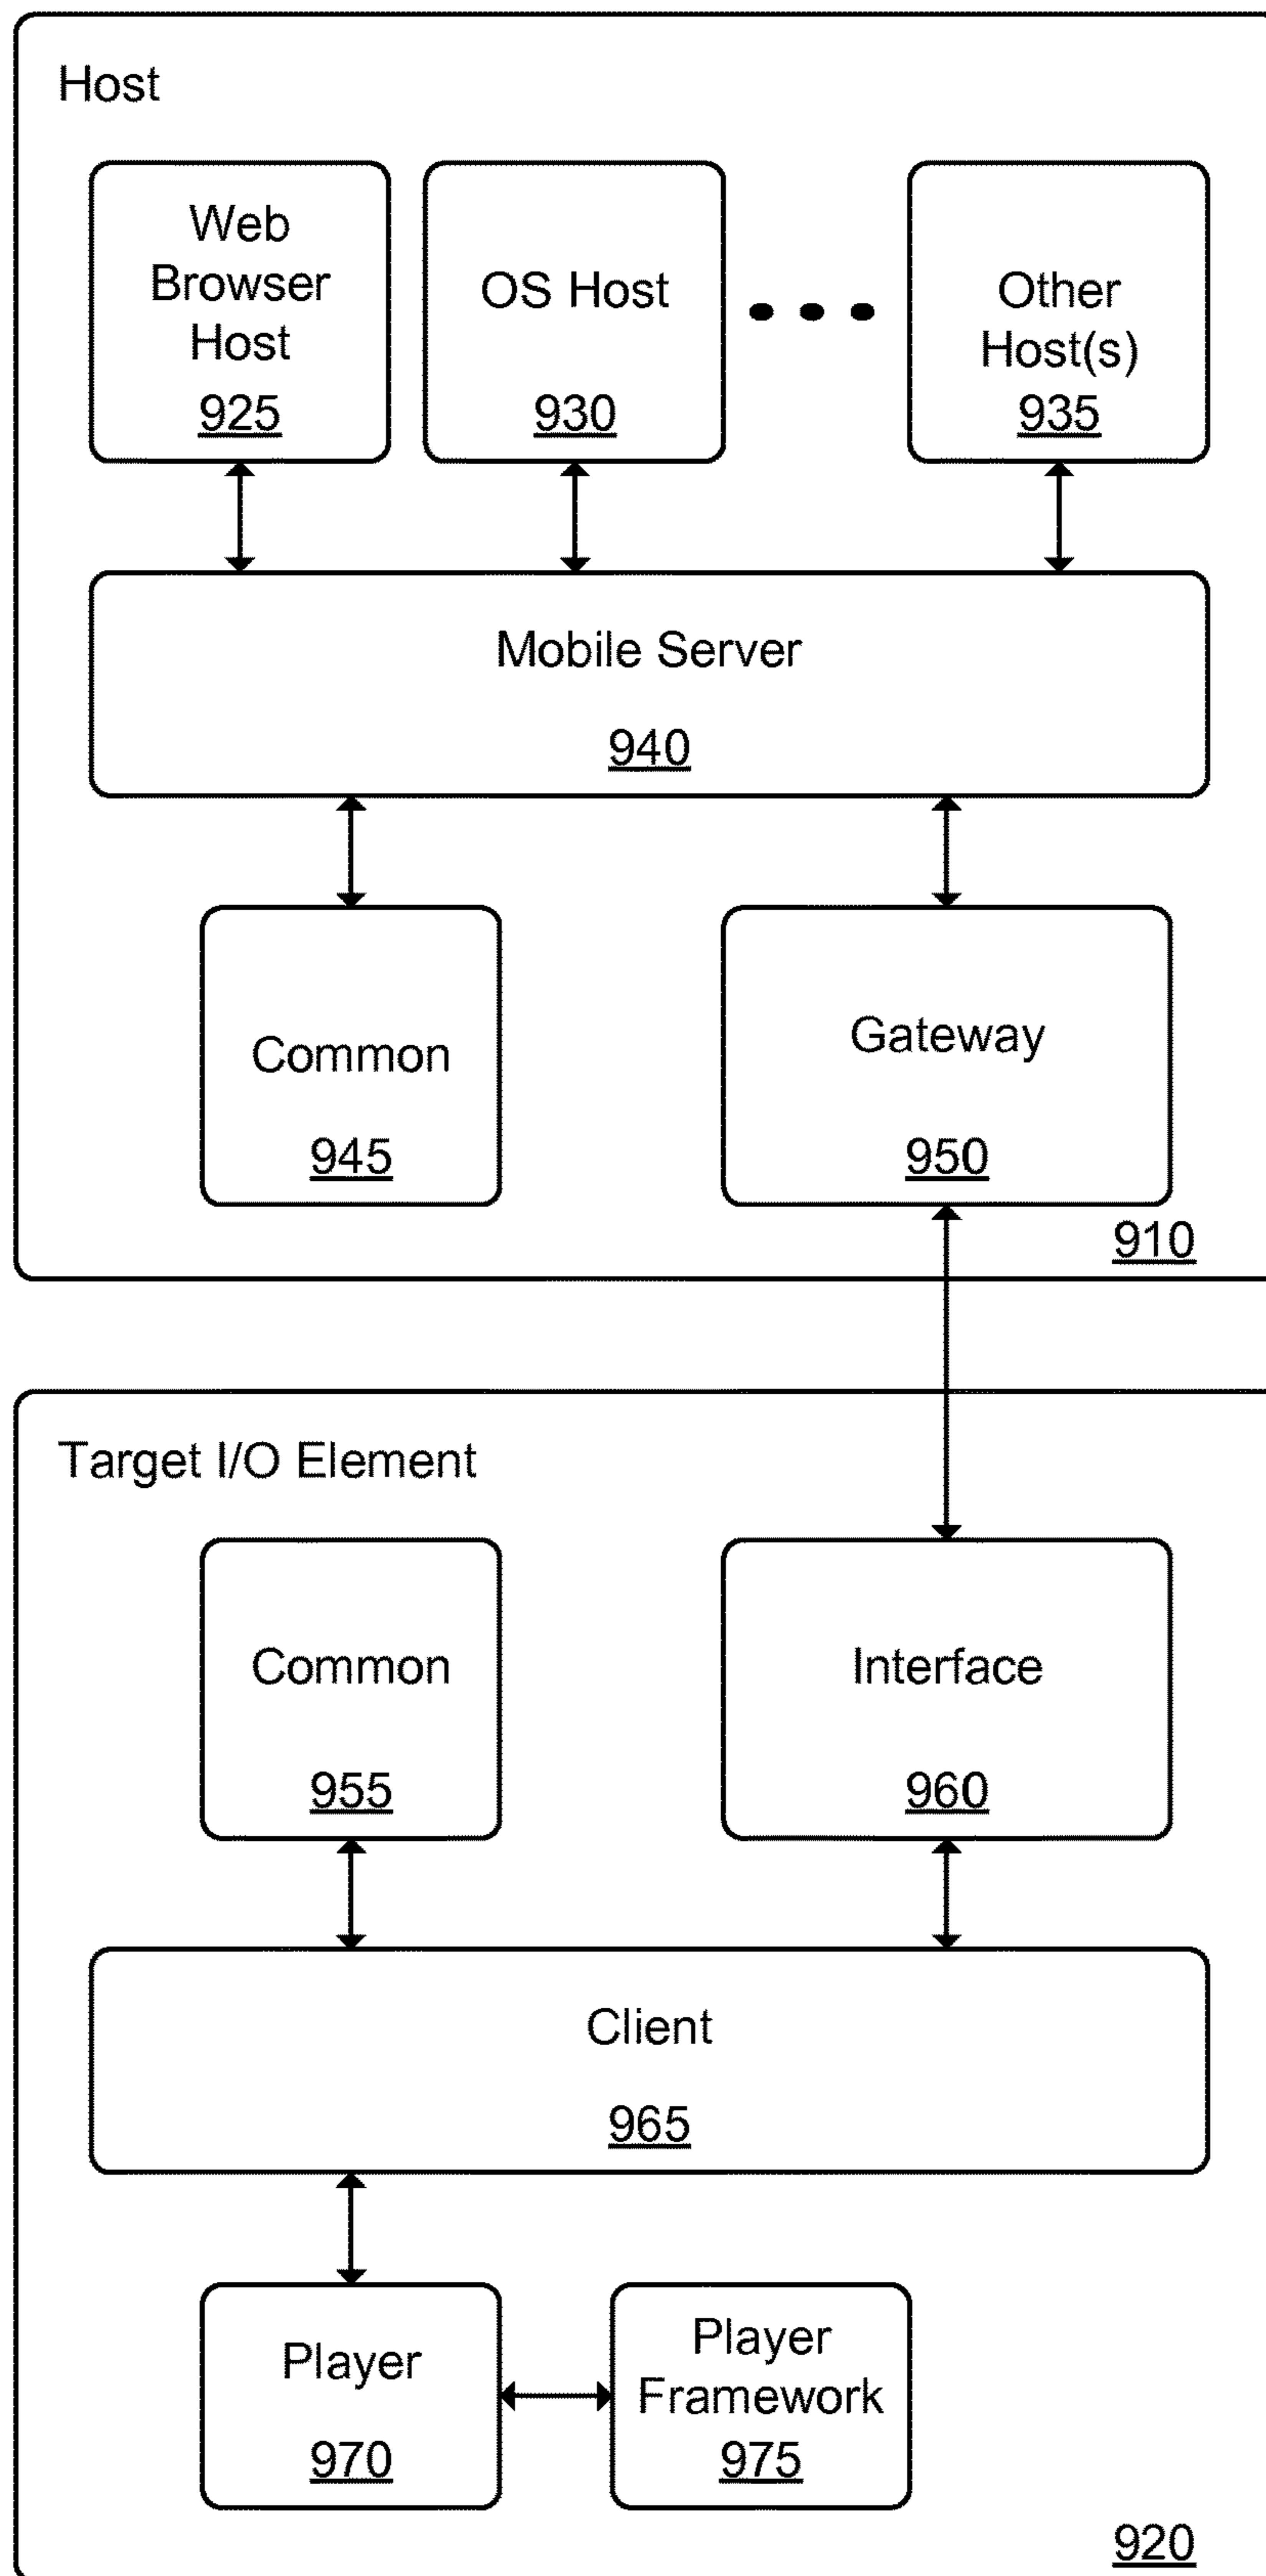 Host
Web
Browser
Host
925
OS Host
930
Other
Host(s)
935
Mobile Server
940
Common
945
Gateway
950
910
Target I/O Element
Common
955
Interface
960
Client
965
Player
970
Player
Framework
975
920